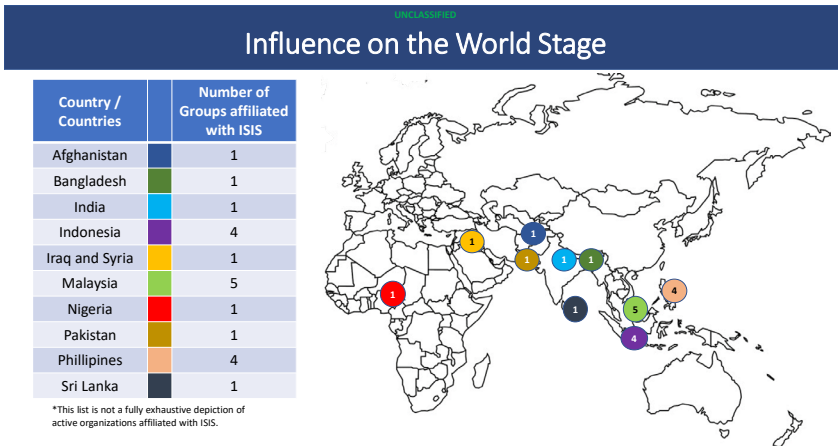 UNCLASSIFIED
Influence on the World Stage
Country /
Countries
Number of
Groups affiliated
with ISIS
Afghanistan 1
Bangladesh 1
India 1
Indonesia 4
Iraq and Syria 1
Malaysia 5
Nigeria 1
Pakistan 1
Phillipines 4
Sri Lanka 1
*This list is not a fully exhaustive depiction of
active organizations affiliated with ISIS.
1
1
1
1
1
1
4
1
5
4